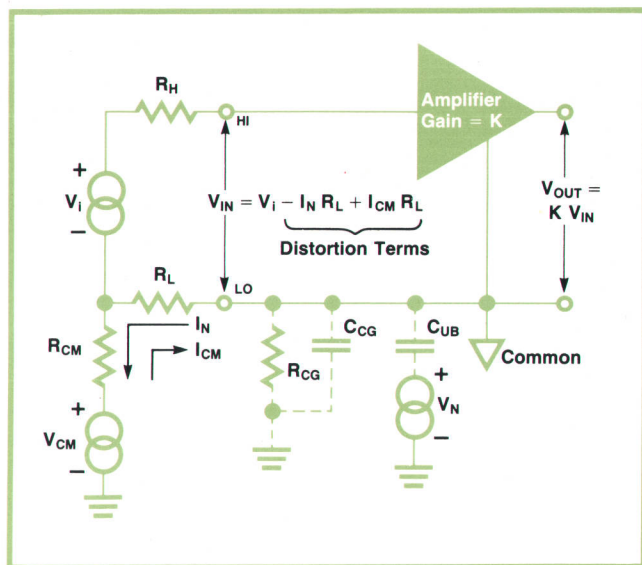 R_H
HI
Amplifier
Gain = K
+
V_i
−
V_IN = V_i − I_N R_L + I_CM R_L
Distortion Terms
V_OUT =
K V_IN
R_L
LO
I_N
I_CM
R_CM
+
V_CM
−
R_CG
C_CG
C_UB
+
V_N
−
Common